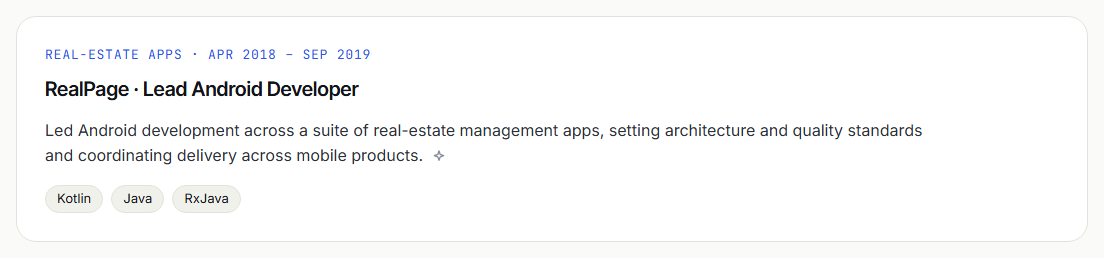 REAL-ESTATE APPS · APR 2018 – SEP 2019
RealPage · Lead Android Developer
Led Android development across a suite of real-estate management apps, setting architecture and quality standards
and coordinating delivery across mobile products.
Kotlin
Java
RxJava